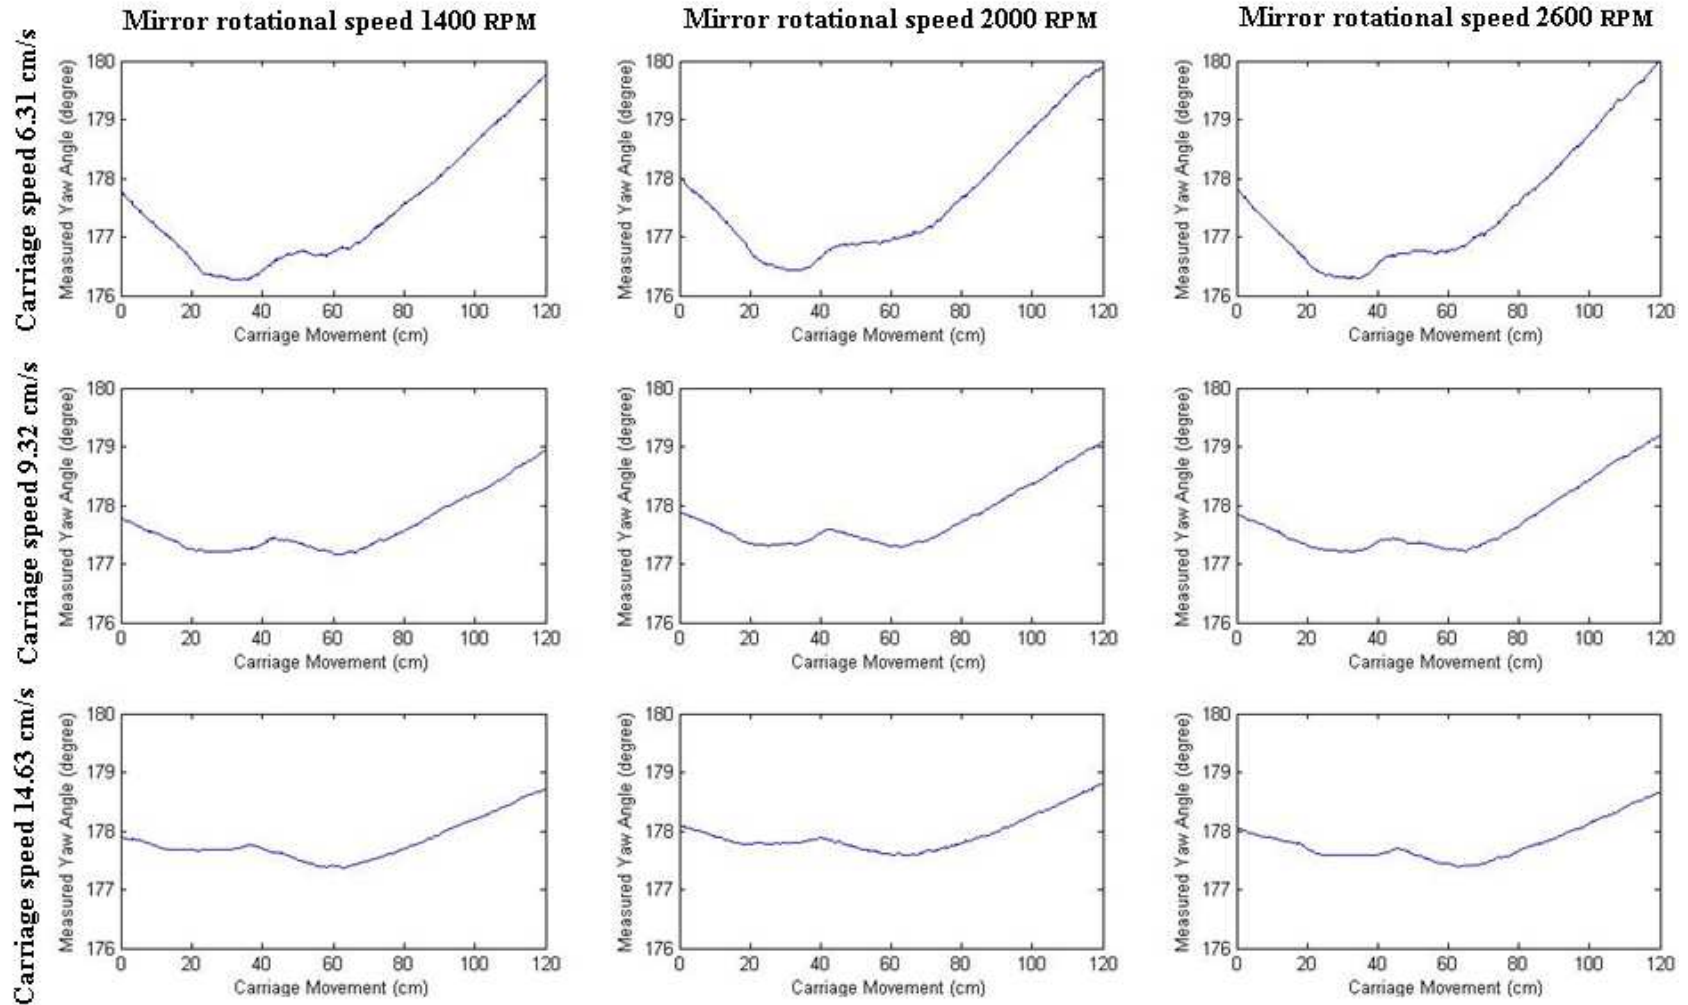 Mirror rotational speed 1400 RPM
Mirror rotational speed 2000 RPM
Mirror rotational speed 2600 RPM
Carriage speed 6.31 cm/s
Measured Yaw Angle (degree)
180
179
178
177
176
0 20 40 60 80 100 120
Carriage Movement (cm)
Measured Yaw Angle (degree)
180
179
178
177
176
0 20 40 60 80 100 120
Carriage Movement (cm)
Measured Yaw Angle (degree)
180
179
178
177
176
0 20 40 60 80 100 120
Carriage Movement (cm)
Carriage speed 9.32 cm/s
Measured Yaw Angle (degree)
180
179
178
177
176
0 20 40 60 80 100 120
Carriage Movement (cm)
Measured Yaw Angle (degree)
180
179
178
177
176
0 20 40 60 80 100 120
Carriage Movement (cm)
Measured Yaw Angle (degree)
180
179
178
177
176
0 20 40 60 80 100 120
Carriage Movement (cm)
Carriage speed 14.63 cm/s
Measured Yaw Angle (degree)
180
179
178
177
176
0 20 40 60 80 100 120
Carriage Movement (cm)
Measured Yaw Angle (degree)
180
179
178
177
176
0 20 40 60 80 100 120
Carriage Movement (cm)
Measured Yaw Angle (degree)
180
179
178
177
176
0 20 40 60 80 100 120
Carriage Movement (cm)